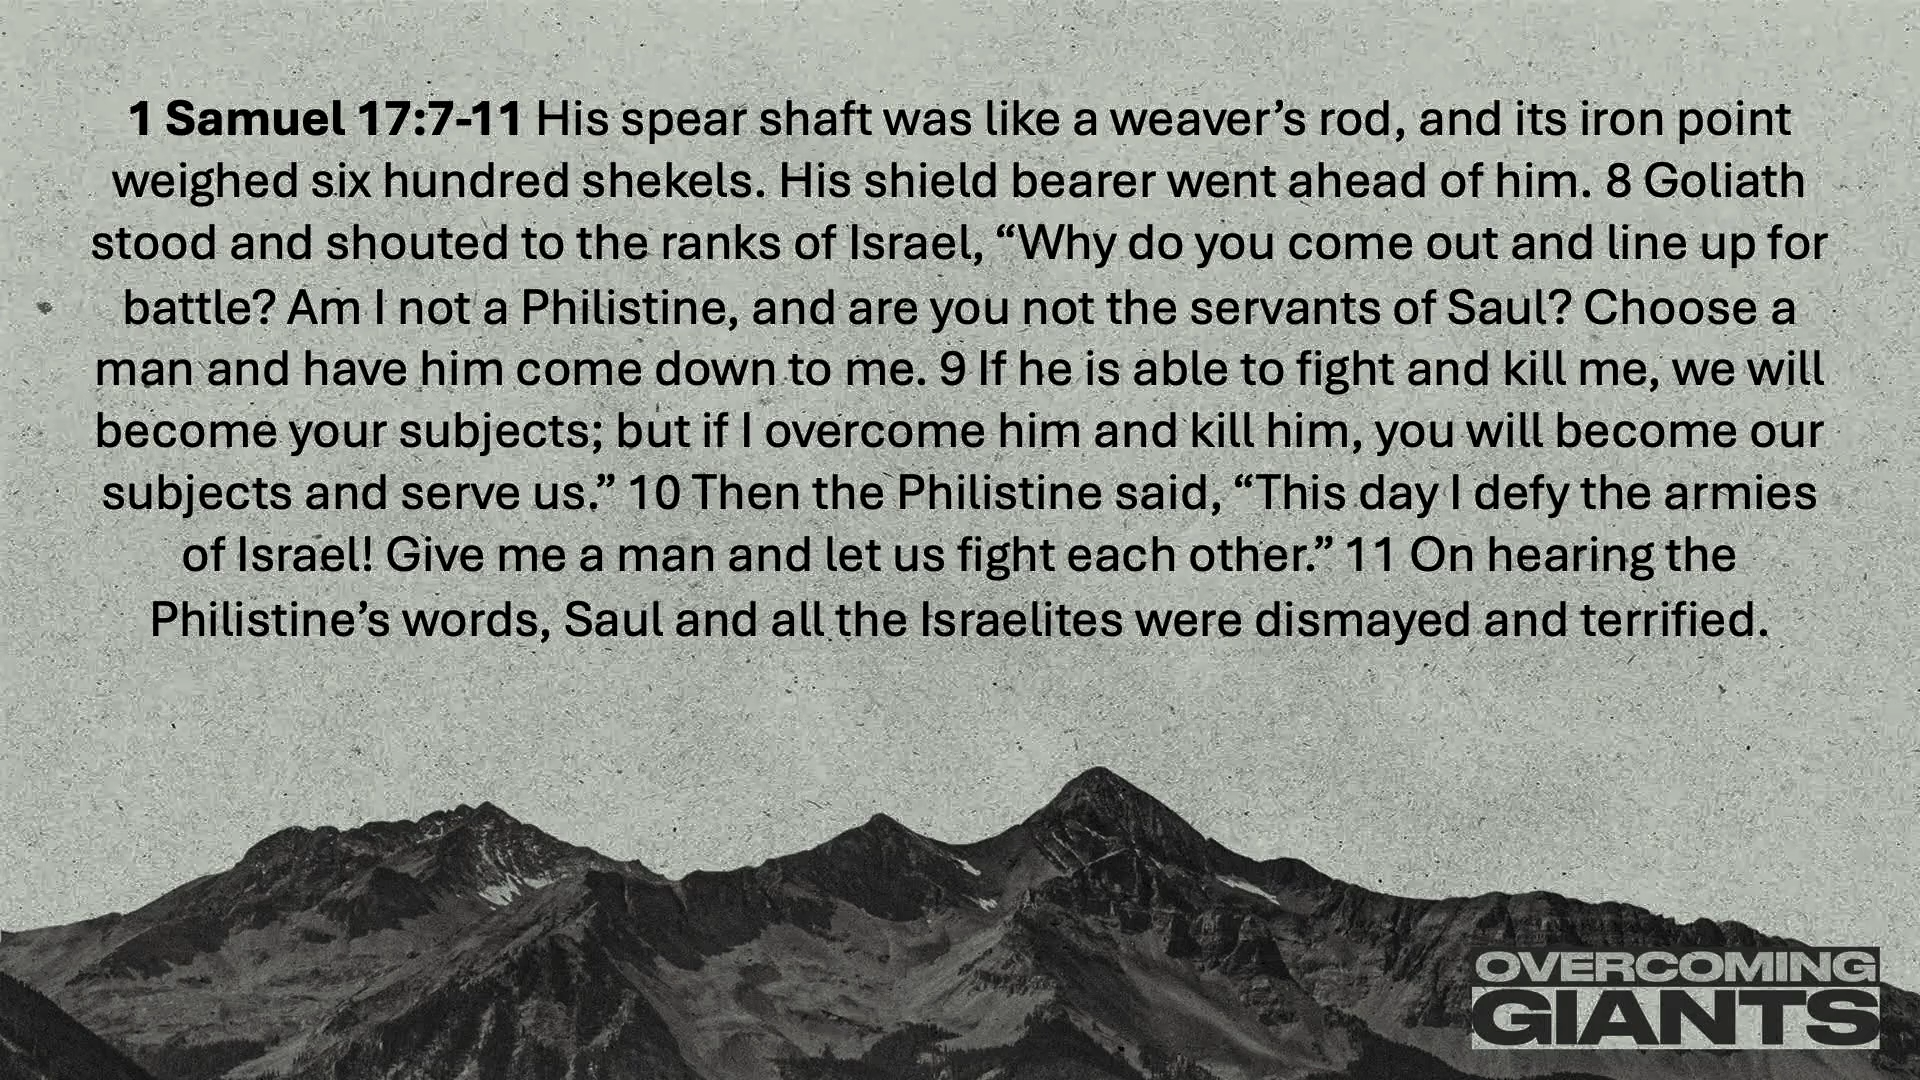 1 Samuel 17:7-11 His spear shaft was like a weaver’s rod, and its iron point
weighed six hundred shekels. His shield bearer went ahead of him. 8 Goliath
stood and shouted to the ranks of Israel, “Why do you come out and line up for
battle? Am I not a Philistine, and are you not the servants of Saul? Choose a
man and have him come down to me. 9 If he is able to fight and kill me, we will
become your subjects; but if I overcome him and kill him, you will become our
subjects and serve us.” 10 Then the Philistine said, “This day I defy the armies
of Israel! Give me a man and let us fight each other.” 11 On hearing the
Philistine’s words, Saul and all the Israelites were dismayed and terrified.
OVERCOMING
GIANTS